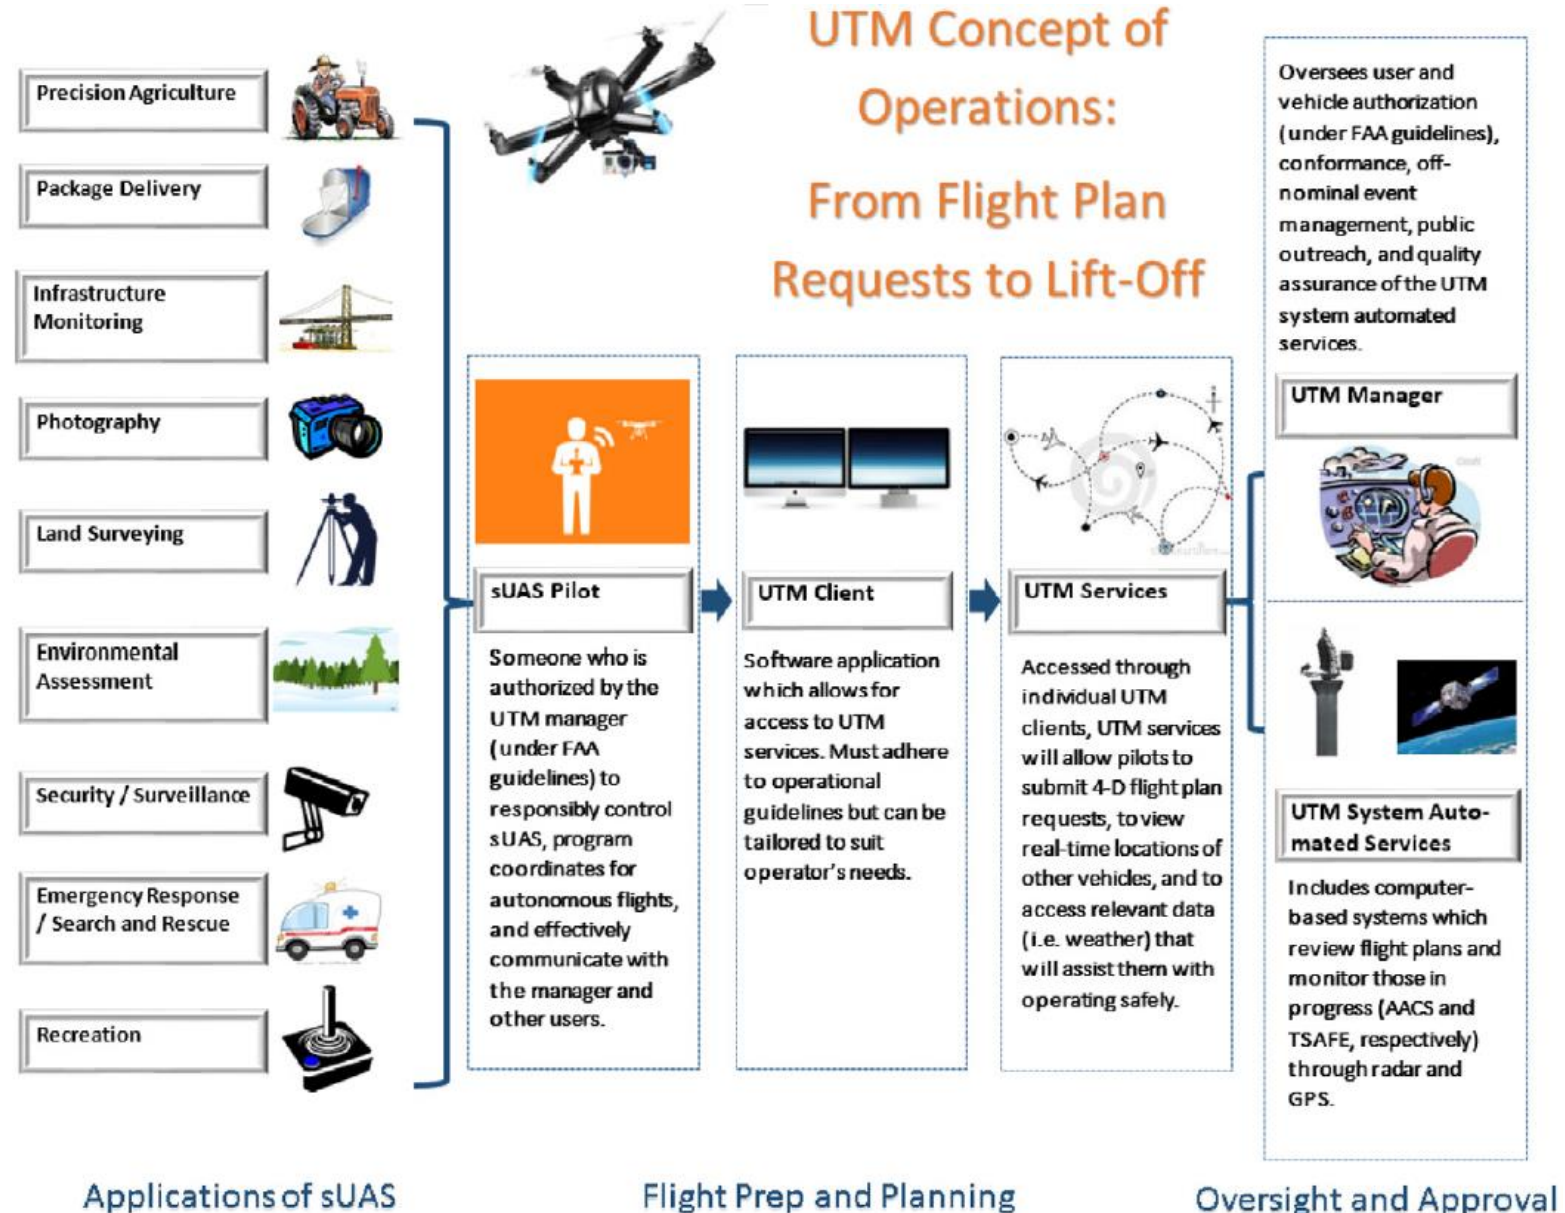 UTM Concept of
Operations:
From Flight Plan
Requests to Lift-Off
Precision Agriculture
Package Delivery
Infrastructure
Monitoring
Photography
Land Surveying
Environmental
Assessment
Security / Surveillance
Emergency Response
/ Search and Rescue
Recreation
sUAS Pilot
Someone who is
authorized by the
UTM manager
(under FAA
guidelines) to
responsibly control
sUAS, program
coordinates for
autonomous flights,
and effectively
communicate with
the manager and
other users.
UTM Client
Software application
which allows for
access to UTM
services. Must adhere
to operational
guidelines but can be
tailored to suit
operator's needs.
UTM Services
Accessed through
individual UTM
clients, UTM services
will allow pilots to
submit 4-D flight plan
requests, to view
real-time locations of
other vehicles, and to
access relevant data
(i.e. weather) that
will assist them with
operating safely.
Oversees user and
vehicle authorization
(under FAA guidelines),
conformance, off-
nominal event
management, public
outreach, and quality
assurance of the UTM
system automated
services.
UTM Manager
UTM System Auto-
mated Services
Includes computer-
based systems which
review flight plans and
monitor those in
progress (AACS and
TSAFE, respectively)
through radar and
GPS.
Applications of sUAS
Flight Prep and Planning
Oversight and Approval